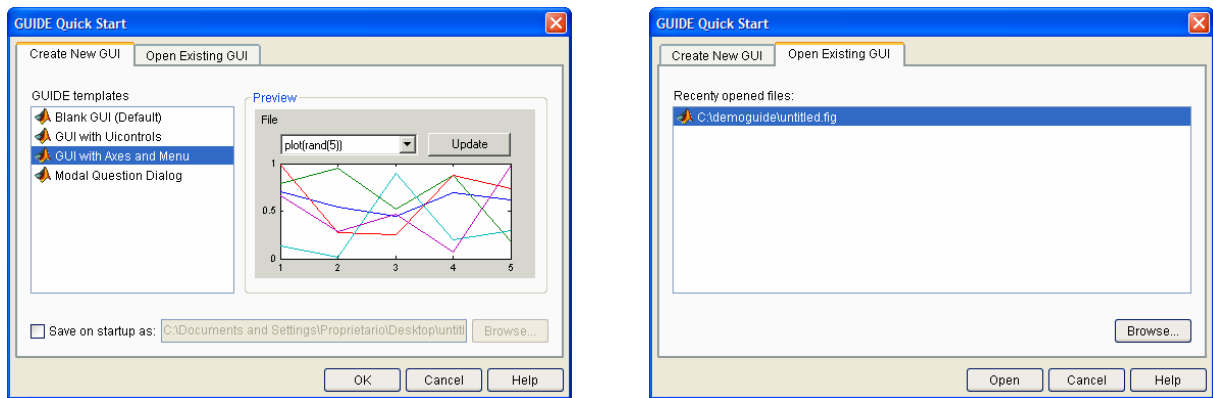 GUIDE Quick Start
Create New GUI
Open Existing GUI
GUIDE templates
Blank GUI (Default)
GUI with Uicontrols
GUI with Axes and Menu
Modal Question Dialog
Preview
File
plot(rand(5))
Update
1
0.5
0
1 2 3 4 5
Save on startup as:
C:\Documents and Settings\Proprietario\Desktop\untitl
Browse...
OK
Cancel
Help
GUIDE Quick Start
Create New GUI
Open Existing GUI
Recenty opened files:
C:\demoguide\untitled.fig
Browse...
Open
Cancel
Help